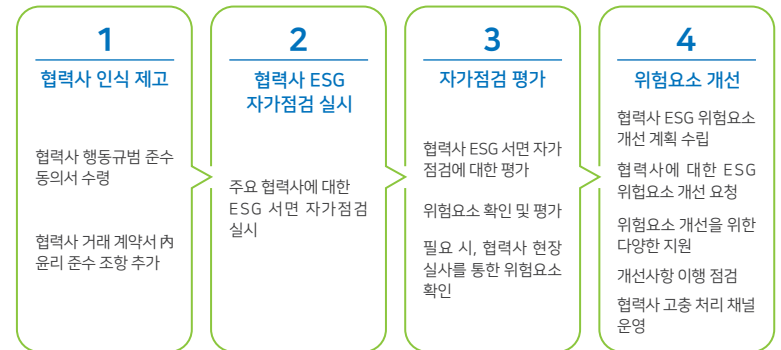 1
협력사 인식 제고
협력사 행동규범 준수
동의서 수령
협력사 거래 계약서 內
윤리 준수 조항 추가
2
협력사 ESG
자가점검 실시
주요 협력사에 대한
ESG 서면 자가점검
실시
3
자가점검 평가
협력사 ESG 서면 자가
점검에 대한 평가
위험요소 확인 및 평가
필요 시, 협력사 현장
실사를 통한 위험요소
확인
4
위험요소 개선
협력사 ESG 위험요소
개선 계획 수립
협력사에 대한 ESG
위헙요소 개선 요청
위험요소 개선을 위한
다양한 지원
개선사항 이행 점검
협력사 고충 처리 채널
운영